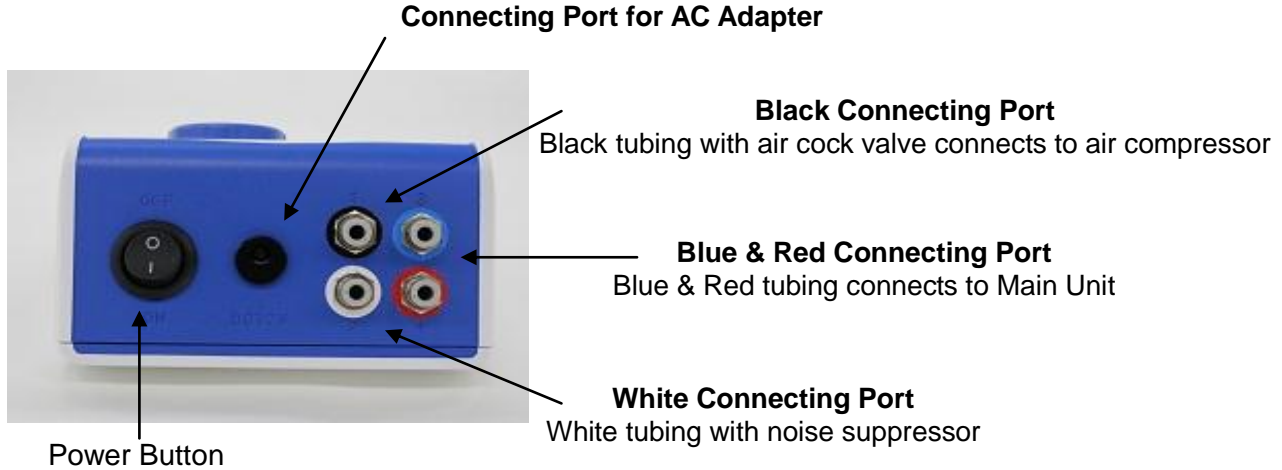 Connecting Port for AC Adapter
Black Connecting Port
Black tubing with air cock valve connects to air compressor
Blue & Red Connecting Port
Blue & Red tubing connects to Main Unit
White Connecting Port
White tubing with noise suppressor
Power Button
O
I